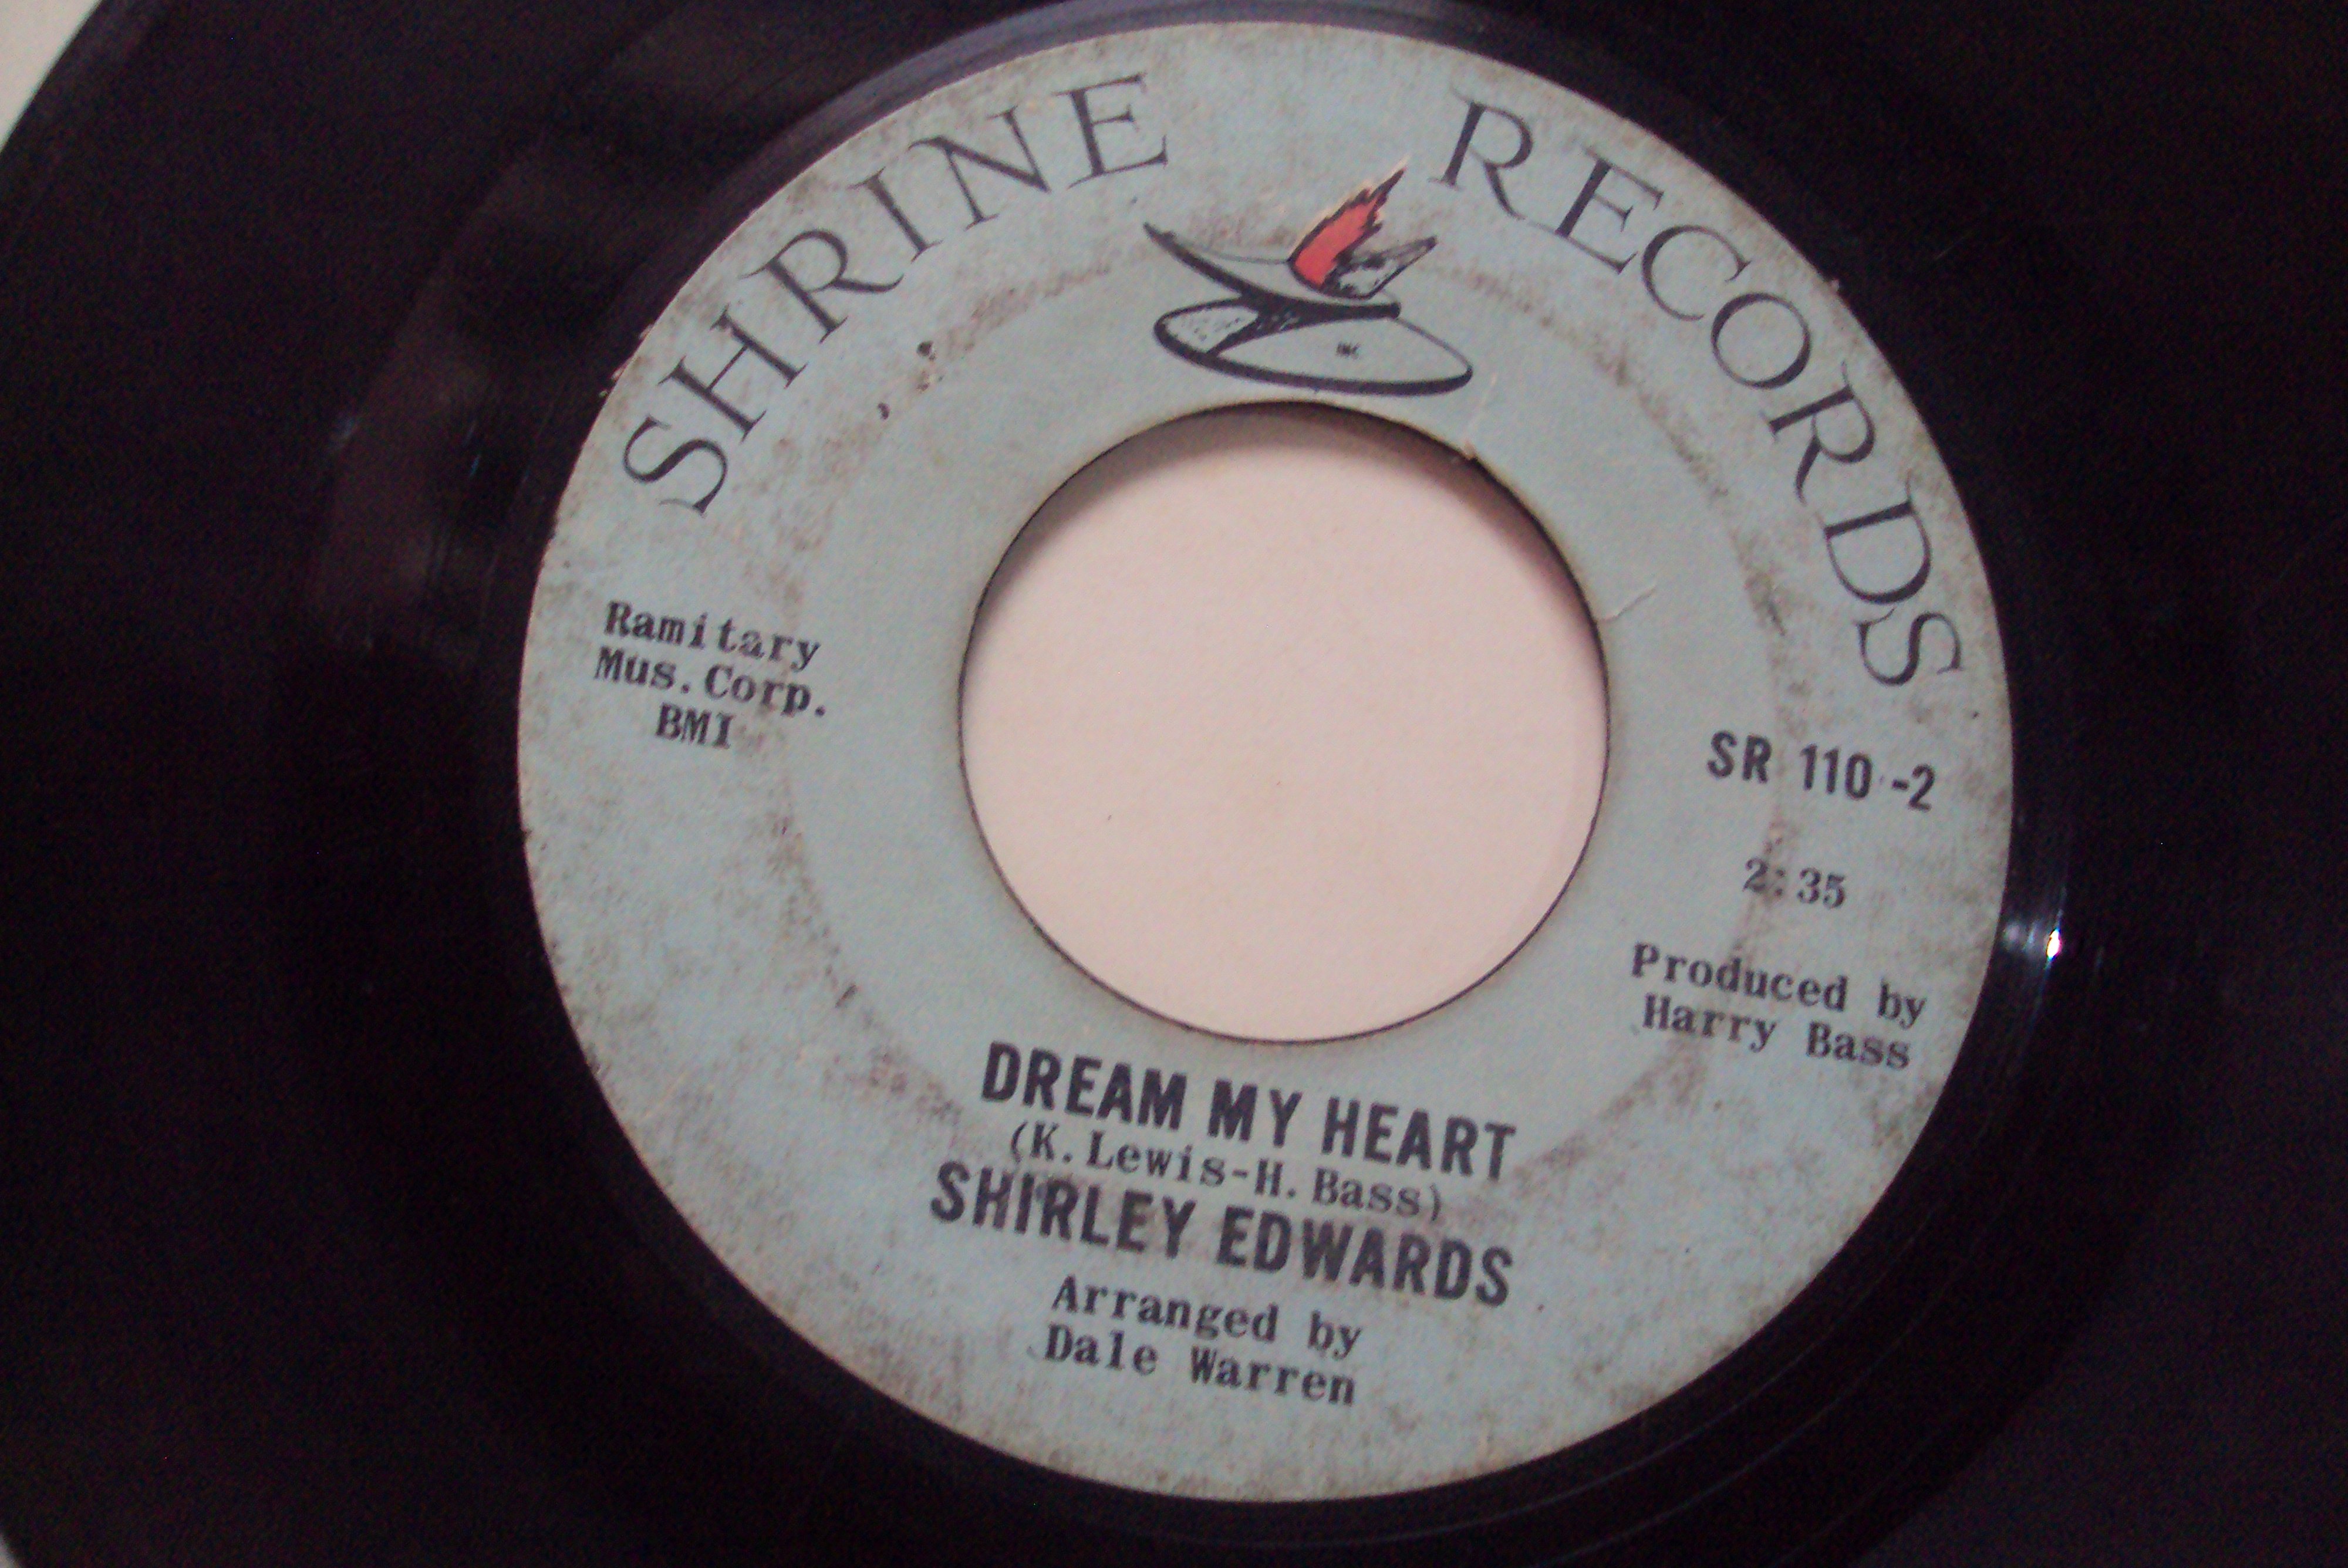 SHRINE RECORDS
INC
Ramitary
Mus. Corp.
BMI
SR 110 -2
2:35
Produced by
Harry Bass
DREAM MY HEART
(K. Lewis-H. Bass)
SHIRLEY EDWARDS
Arranged by
Dale Warren